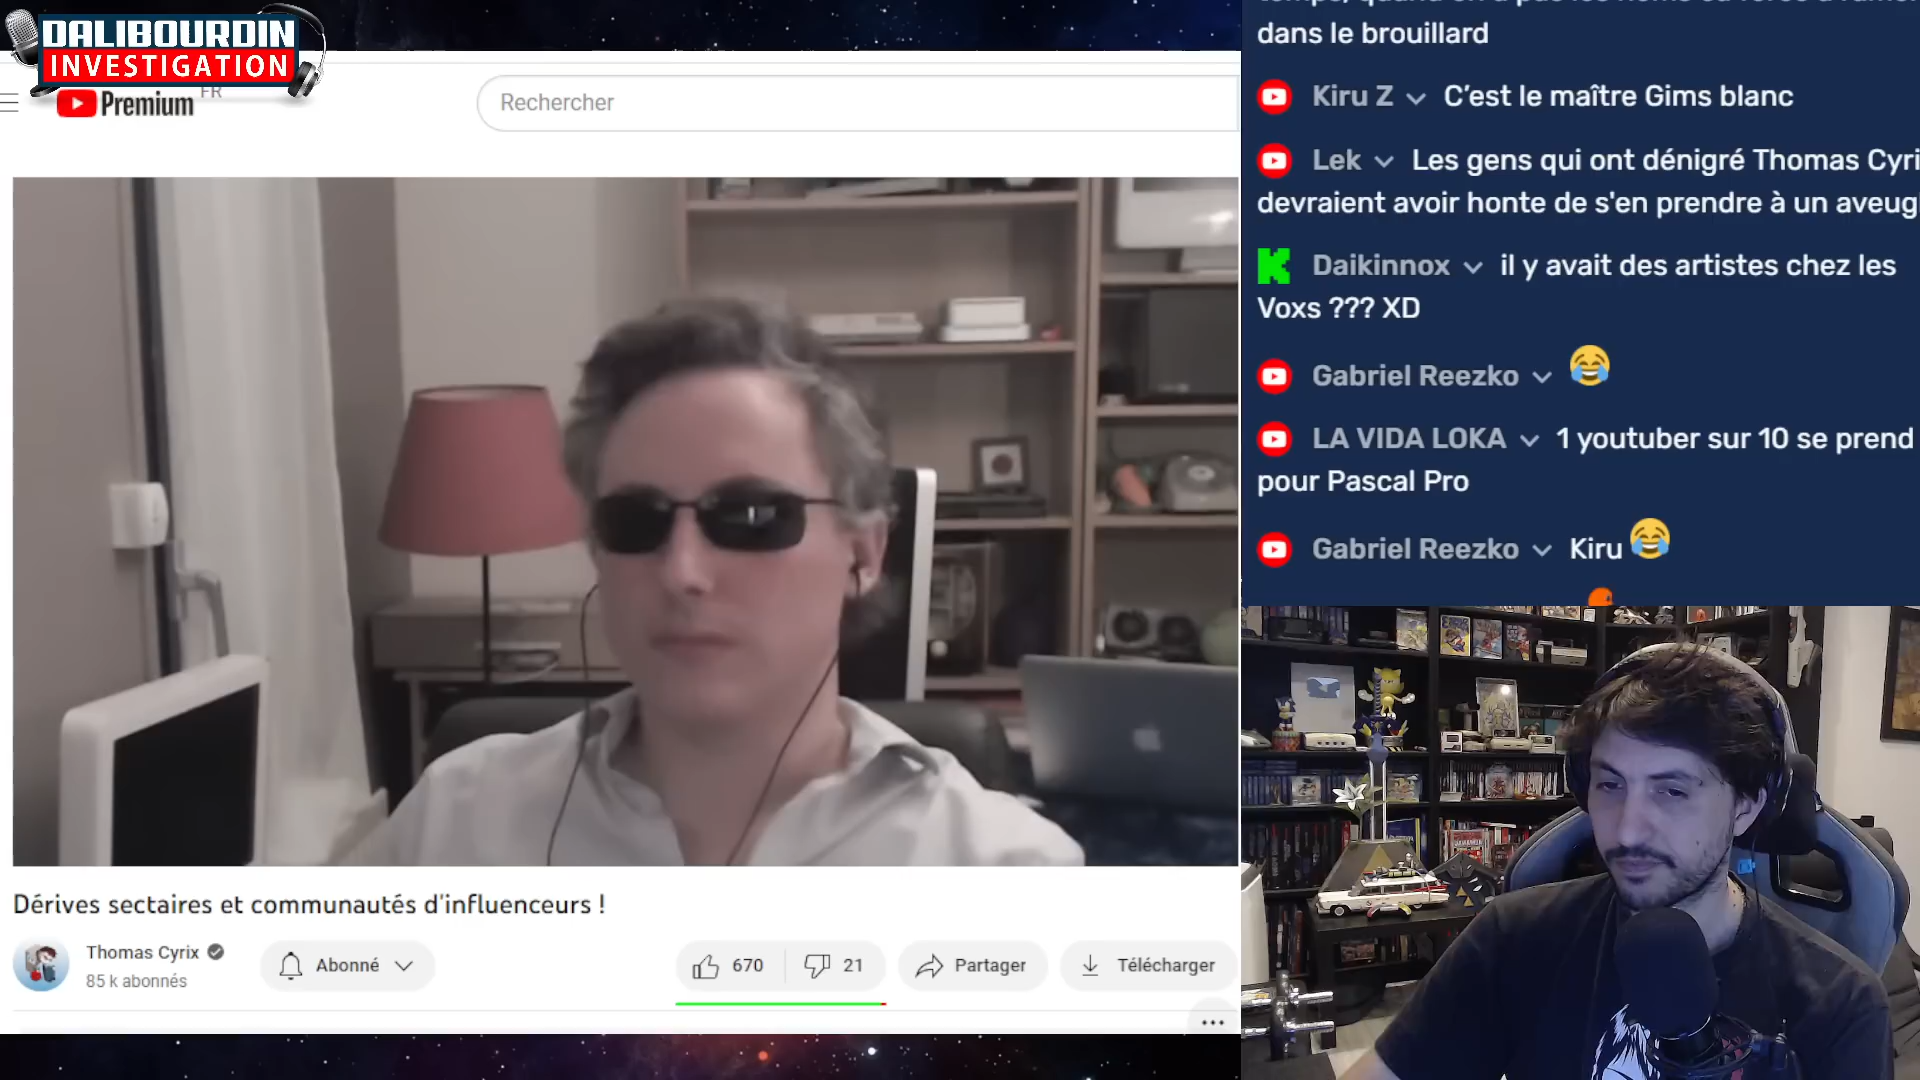 DALIBOURDIN
INVESTIGATION
Premium
FR
Rechercher
dans le brouillard
Kiru Z C'est le maître Gims blanc
Lek Les gens qui ont dénigré Thomas Cyri
devraient avoir honte de s'en prendre à un aveugl
Daikinnox il y avait des artistes chez les
Voxs ??? XD
Gabriel Reezko 😂
LA VIDA LOKA 1 youtuber sur 10 se prend
pour Pascal Pro
Gabriel Reezko Kiru 😂
Dérives sectaires et communautés d'influenceurs !
Thomas Cyrix
85 k abonnés
Abonné
670
21
Partager
Télécharger